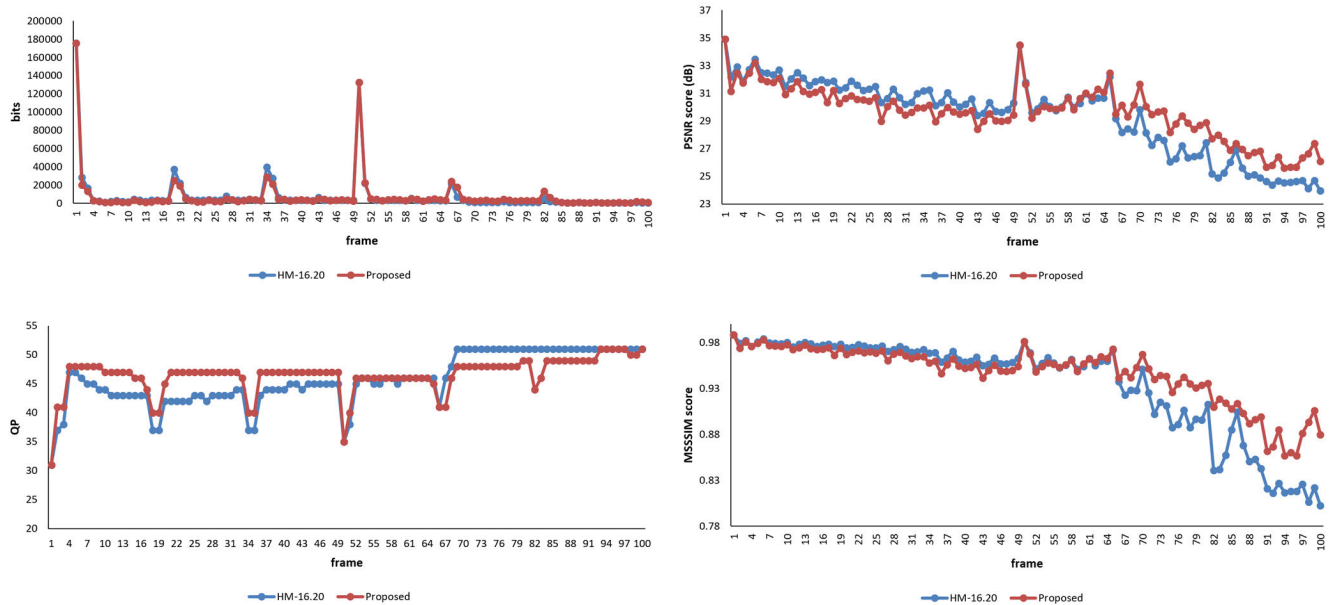 bits
200000
180000
160000
140000
120000
100000
80000
60000
40000
20000
0
1 4 7 10 13 16 19 22 25 28 31 34 37 40 43 46 49 52 55 58 61 64 67 70 73 76 79 82 85 88 91 94 97 100
frame
HM-16.20 Proposed
PSNR score (dB)
37
35
33
31
29
27
25
23
1 4 7 10 13 16 19 22 25 28 31 34 37 40 43 46 49 52 55 58 61 64 67 70 73 76 79 82 85 88 91 94 97 100
frame
HM-16.20 Proposed
QP
55
50
45
40
35
30
25
20
1 4 7 10 13 16 19 22 25 28 31 34 37 40 43 46 49 52 55 58 61 64 67 70 73 76 79 82 85 88 91 94 97 100
frame
HM-16.20 Proposed
MSSSIM score
0.98
0.93
0.88
0.83
0.78
1 4 7 10 13 16 19 22 25 28 31 34 37 40 43 46 49 52 55 58 61 64 67 70 73 76 79 82 85 88 91 94 97 100
frame
HM-16.20 Proposed